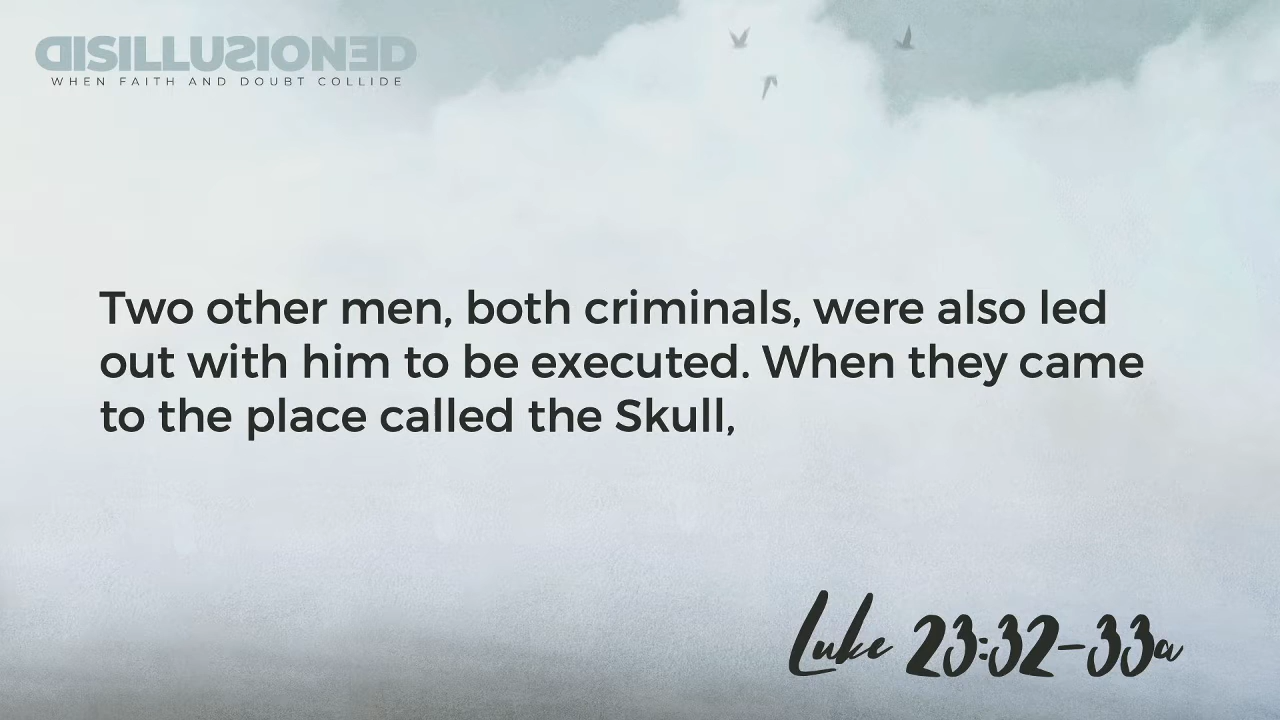 DISILLUSIONED
WHEN FAITH AND DOUBT COLLIDE
Two other men, both criminals, were also led
out with him to be executed. When they came
to the place called the Skull,
Luke 23:32-33a